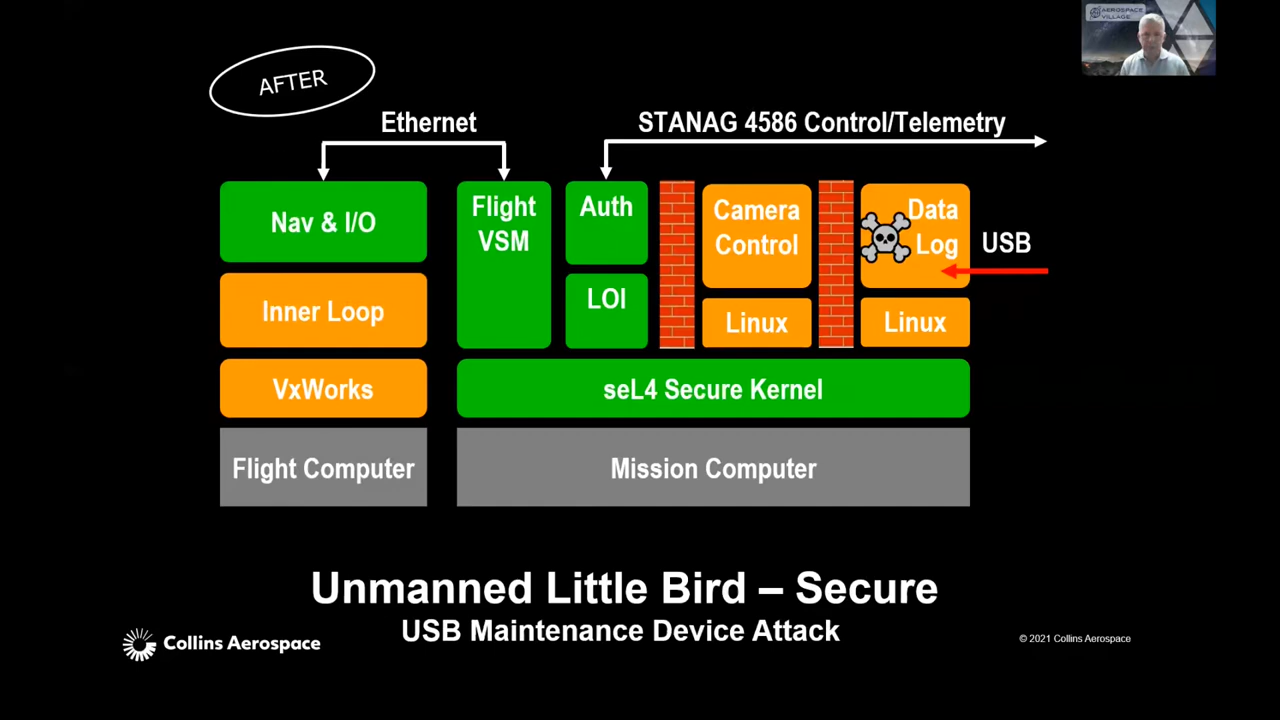 AEROSPACE
VILLAGE
AFTER
Ethernet
STANAG 4586 Control/Telemetry
Nav & I/O
Flight
VSM
Auth
Camera
Control
Data
Log
USB
Inner Loop
LOI
Linux
Linux
VxWorks
seL4 Secure Kernel
Flight Computer
Mission Computer
Unmanned Little Bird – Secure
USB Maintenance Device Attack
Collins Aerospace
© 2021 Collins Aerospace